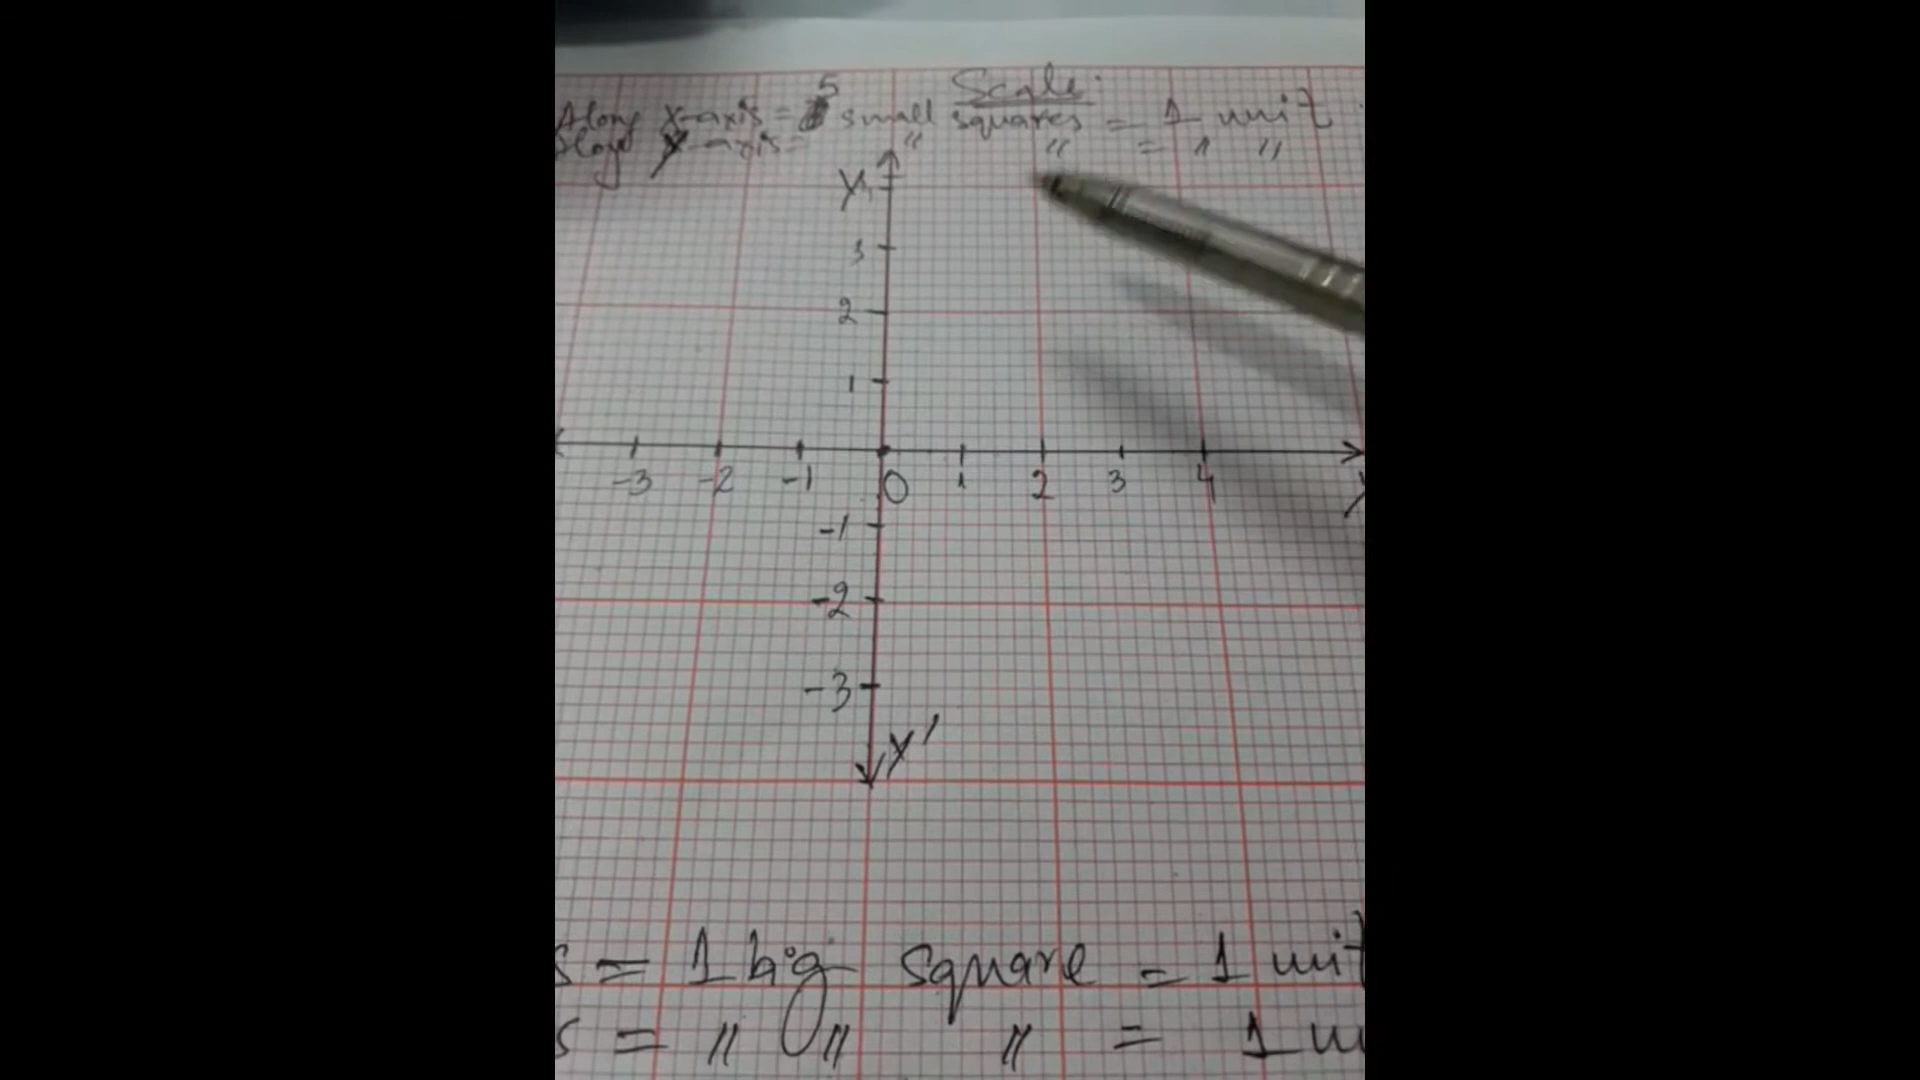 Scale
5
Along X-axis = small squares = 1 unit
Along Y-axis = " " = 1 "
Y
3
2
1
-3 -2 -1 0 1 2 3 4
-1
-2
-3
Y'
s = 1 big square = 1 unit
s = " " " = 1 u